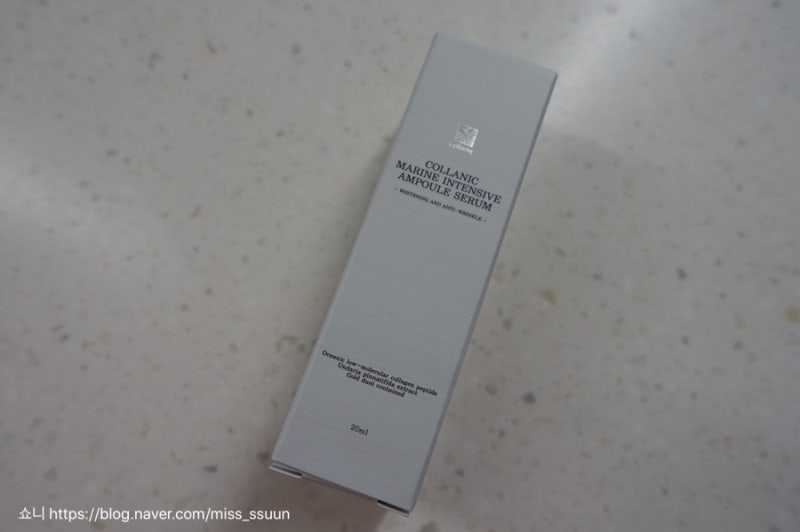 COLLANIC
MARINE INTENSIVE
AMPOULE SERUM
- WHITENING AND ANTI-WRINKLE -
Oceanic low-molecular collagen peptide
Undaria pinnatifida extract
Gold dust contained
20ml
쇼니 https://blog.naver.com/miss_ssuun